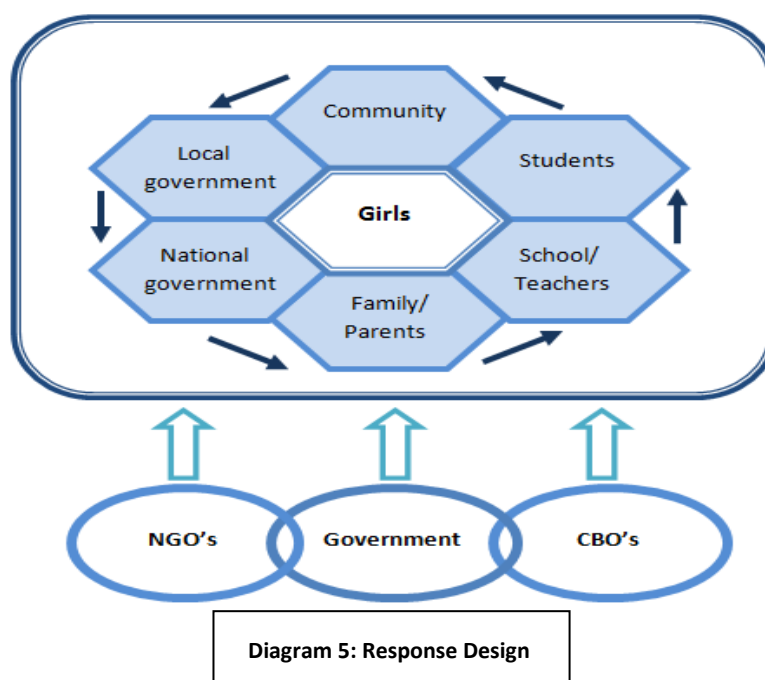 Community
Local
government
Students
Girls
National
government
School/
Teachers
Family/
Parents
NGO's
Government
CBO's
Diagram 5: Response Design